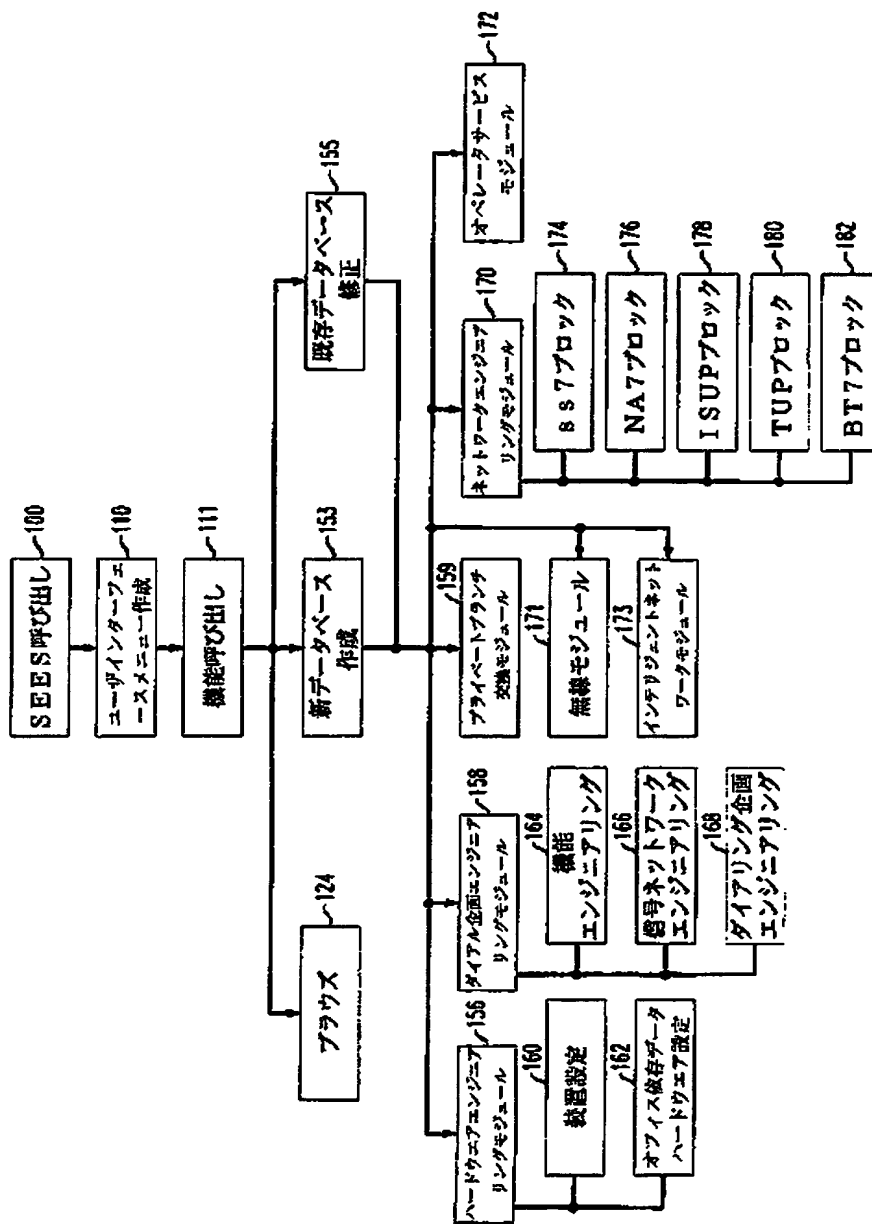 SEES呼び出し
100
ユーザインターフェ
ースメニュー作成
110
機能呼び出し
111
ブラウズ
124
新データベース
作成
153
既存データベース
修正
155
ハードウエアエンジニア
リングモジュール
156
装置設定
160
オフィス依存データ
ハードウエア設定
162
ダイアル企画エンジニア
リングモジュール
158
機能
エンジニアリング
164
信号ネットワーク
エンジニアリング
166
ダイアリング企画
エンジニアリング
168
プライベートブランチ
交換モジュール
159
無線モジュール
171
インテリジェントネット
ワークモジュール
173
ネットワークエンジニア
リングモジュール
170
ss7ブロック
174
NA7ブロック
176
ISUPブロック
178
TUPブロック
180
BT7ブロック
182
オペレータサービス
モジュール
172